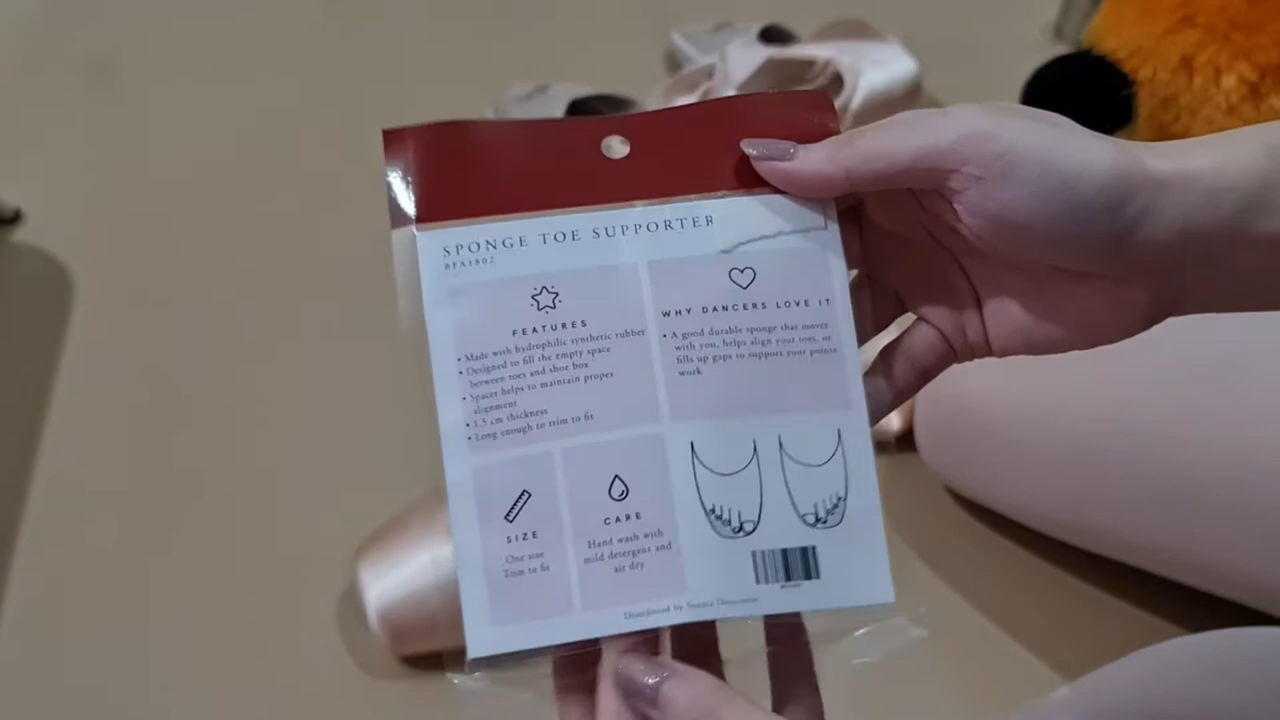 SPONGE TOE SUPPORTER
BFA1802
FEATURES
• Made with hydrophilic synthetic rubber
• Designed to fill the empty space
between toes and shoe box
• Spacer helps to maintain proper
alignment
• 1.5 cm thickness
• Long enough to trim to fit
WHY DANCERS LOVE IT
• A good durable sponge that moves
with you, helps align your toes, or
fills up gaps to support your pointe
work
SIZE
One size
Trim to fit
CARE
Hand wash with
mild detergent and
air dry
Distributed by